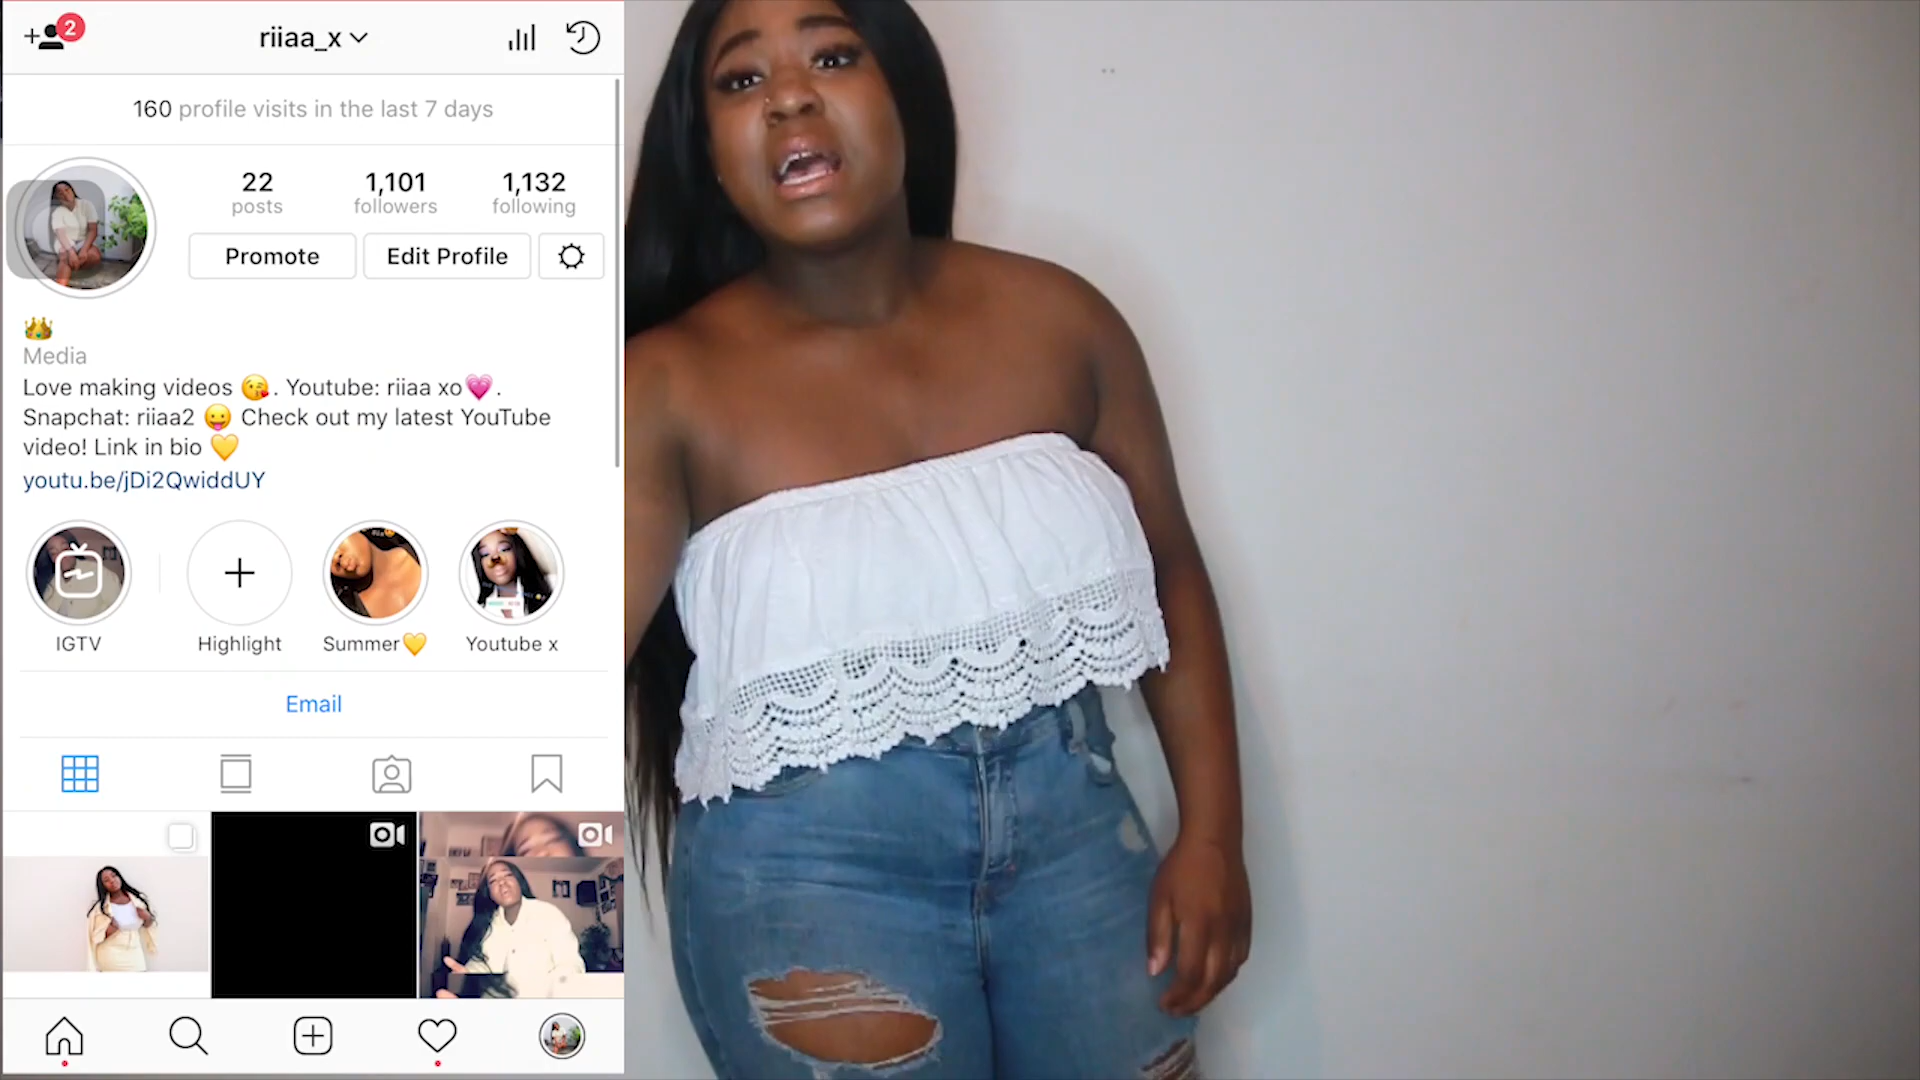 2
riiaa_x
160 profile visits in the last 7 days
22 1,101 1,132
posts followers following
Promote Edit Profile
👑
Media
Love making videos 😘. Youtube: riiaa xo💗.
Snapchat: riiaa2 😛 Check out my latest YouTube
video! Link in bio 💛
youtu.be/jDi2QwiddUY
IGTV Highlight Summer💛 Youtube x
Email